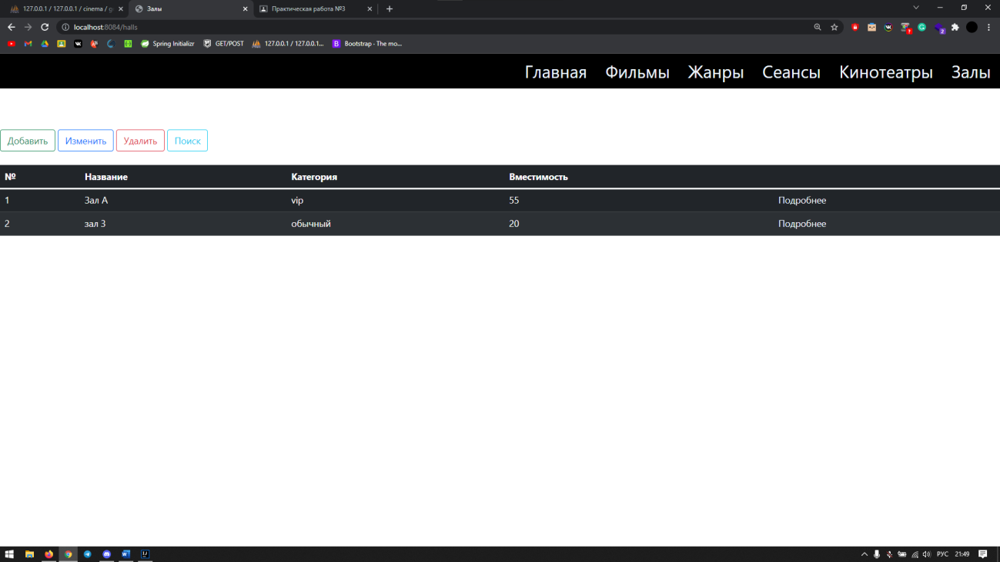 127.0.0.1 / 127.0.0.1 / cinema /
Залы
Практическая работа №3
localhost:8084/halls
Spring Initializr
GET/POST
127.0.0.1 / 127.0.0.1...
Bootstrap - The mo...
Главная Фильмы Жанры Сеансы Кинотеатры Залы
Добавить Изменить Удалить Поиск
№ Название Категория Вместимость
1 Зал А vip 55 Подробнее
2 зал 3 обычный 20 Подробнее
РУС 21:49